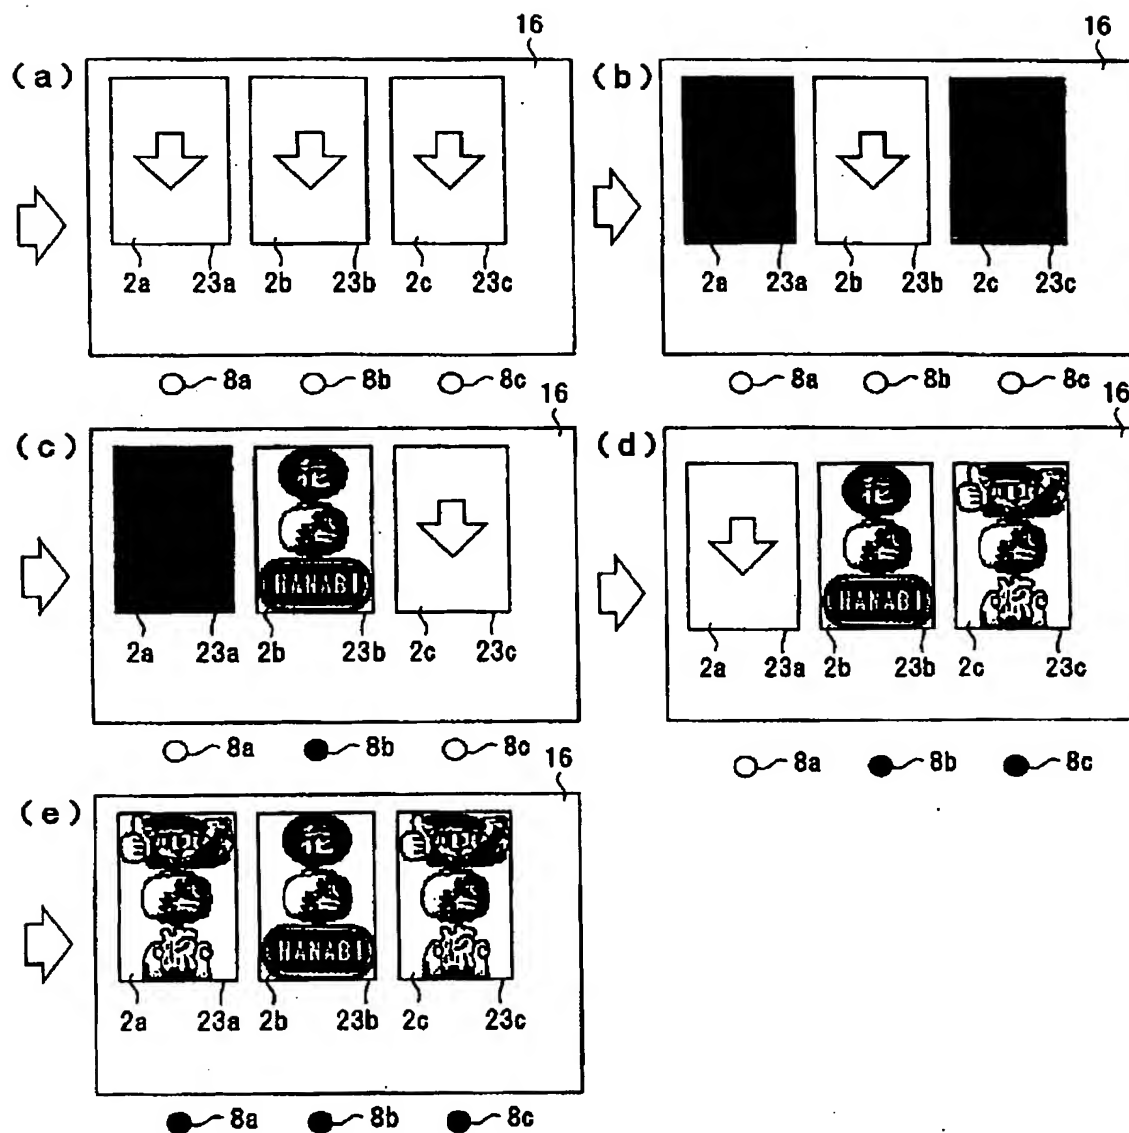 16 16
(a) (b)
2a 23a 2b 23b 2c 23c 2a 23a 2b 23b 2c 23c
8a 8b 8c 8a 8b 8c
16 16
(c) (d)
花 花
HANABI HANABI
2a 23a 2b 23b 2c 23c 2a 23a 2b 23b 2c 23c
8a 8b 8c 8a 8b 8c
16
(e)
花
HANABI
2a 23a 2b 23b 2c 23c
8a 8b 8c